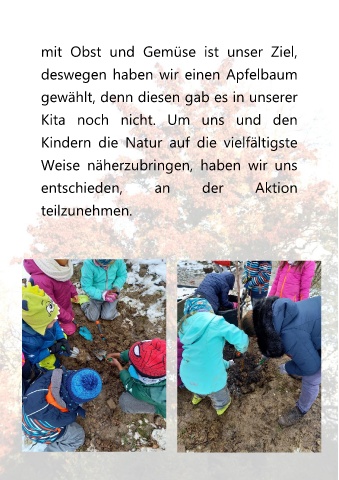 mit Obst und Gemüse ist unser Ziel,
deswegen haben wir einen Apfelbaum
gewählt, denn diesen gab es in unserer
Kita noch nicht. Um uns und den
Kindern die Natur auf die vielfältigste
Weise näherzubringen, haben wir uns
entschieden, an der Aktion
teilzunehmen.